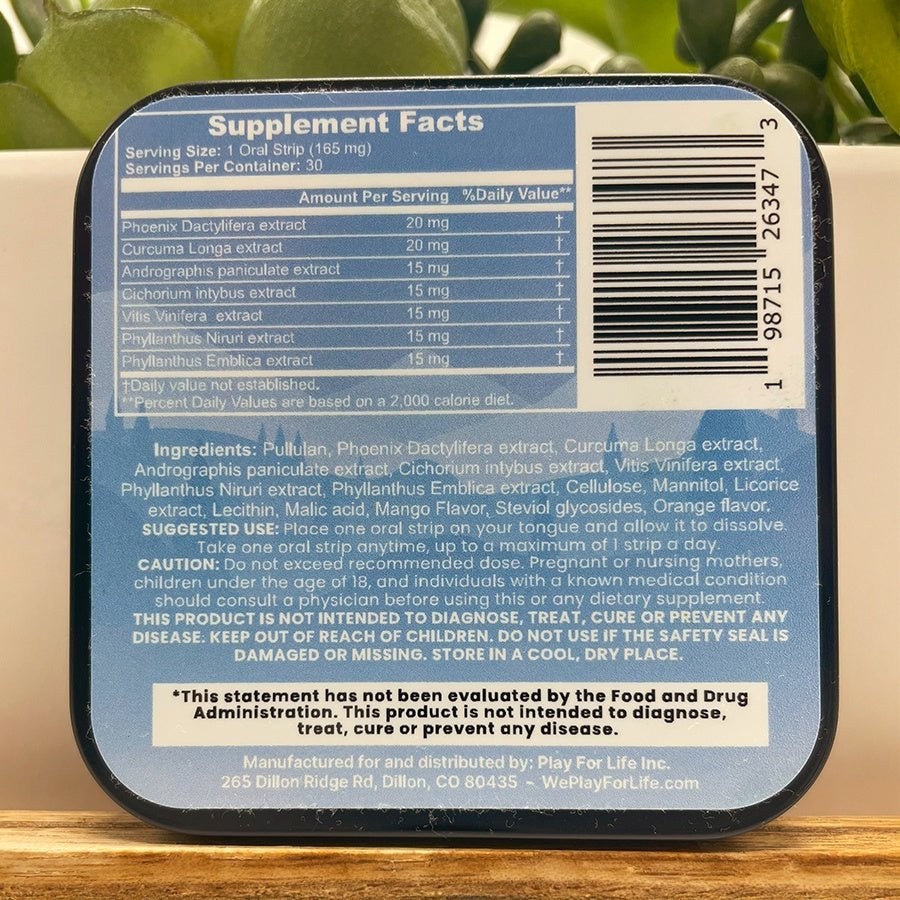 Supplement Facts
Serving Size: 1 Oral Strip (165 mg)
Servings Per Container: 30
Amount Per Serving %Daily Value**
Phoenix Dactylifera extract 20 mg †
Curcuma Longa extract 20 mg †
Andrographis paniculate extract 15 mg †
Cichorium intybus extract 15 mg †
Vitis Vinifera extract 15 mg †
Phyllanthus Niruri extract 15 mg †
Phyllanthus Emblica extract 15 mg †
†Daily value not established.
**Percent Daily Values are based on a 2,000 calorie diet.
1 98715 26347 3
Ingredients: Pullulan, Phoenix Dactylifera extract, Curcuma Longa extract,
Andrographis paniculate extract, Cichorium intybus extract, Vitis Vinifera extract,
Phyllanthus Niruri extract, Phyllanthus Emblica extract, Cellulose, Mannitol, Licorice
extract, Lecithin, Malic acid, Mango Flavor, Steviol glycosides, Orange flavor.
SUGGESTED USE: Place one oral strip on your tongue and allow it to dissolve.
Take one oral strip anytime, up to a maximum of 1 strip a day.
CAUTION: Do not exceed recommended dose. Pregnant or nursing mothers,
children under the age of 18, and individuals with a known medical condition
should consult a physician before using this or any dietary supplement.
THIS PRODUCT IS NOT INTENDED TO DIAGNOSE, TREAT, CURE OR PREVENT ANY
DISEASE. KEEP OUT OF REACH OF CHILDREN. DO NOT USE IF THE SAFETY SEAL IS
DAMAGED OR MISSING. STORE IN A COOL, DRY PLACE.
*This statement has not been evaluated by the Food and Drug
Administration. This product is not intended to diagnose,
treat, cure or prevent any disease.
Manufactured for and distributed by: Play For Life Inc.
265 Dillon Ridge Rd, Dillon, CO 80435 - WePlayForLife.com